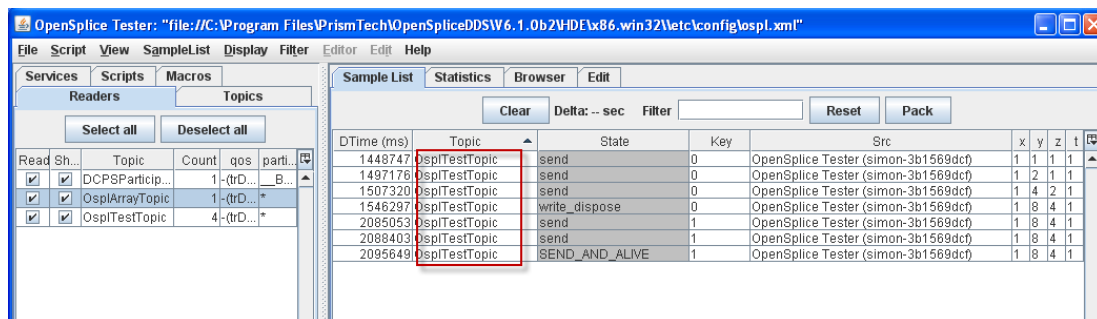 OpenSplice Tester: "file://C:\Program Files\PrismTech\OpenSpliceDDS\V6.1.0b2\HDE\x86.win32\\etc\config\ospl.xml"
File Script View SampleList Display Filter Editor Edit Help
Services Scripts Macros
Readers Topics
Select all Deselect all
Read Sh... Topic Count qos parti...
DCPSParticip... 1 -(trD... __B...
OsplArrayTopic 1 -(trD... *
OsplTestTopic 4 -(trD... *
Sample List Statistics Browser Edit
Clear Delta: -- sec Filter Reset Pack
DTime (ms) Topic State Key Src x y z t
1448747 OsplTestTopic send 0 OpenSplice Tester (simon-3b1569dcf) 1 1 1 1
1497176 OsplTestTopic send 0 OpenSplice Tester (simon-3b1569dcf) 1 2 1 1
1507320 OsplTestTopic send 0 OpenSplice Tester (simon-3b1569dcf) 1 4 2 1
1546297 OsplTestTopic write_dispose 0 OpenSplice Tester (simon-3b1569dcf) 1 8 4 1
2085053 OsplTestTopic send 1 OpenSplice Tester (simon-3b1569dcf) 1 8 4 1
2088403 OsplTestTopic send 1 OpenSplice Tester (simon-3b1569dcf) 1 8 4 1
2095649 OsplTestTopic SEND_AND_ALIVE 1 OpenSplice Tester (simon-3b1569dcf) 1 8 4 1